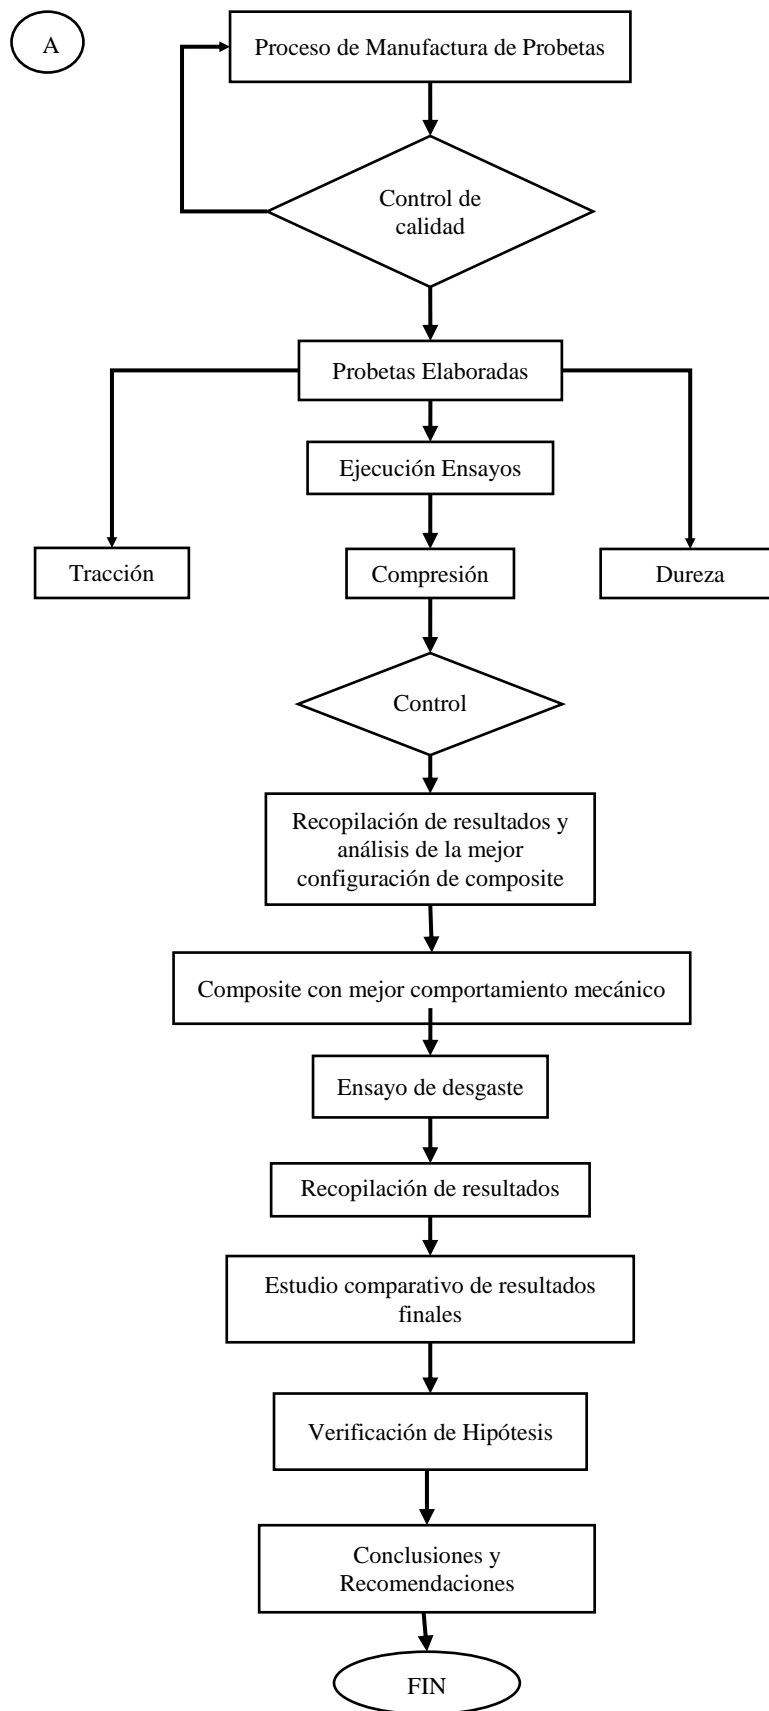 A
Proceso de Manufactura de Probetas
Control de
calidad
Probetas Elaboradas
Ejecución Ensayos
Tracción
Compresión
Dureza
Control
Recopilación de resultados y
análisis de la mejor
configuración de composite
Composite con mejor comportamiento mecánico
Ensayo de desgaste
Recopilación de resultados
Estudio comparativo de resultados
finales
Verificación de Hipótesis
Conclusiones y
Recomendaciones
FIN